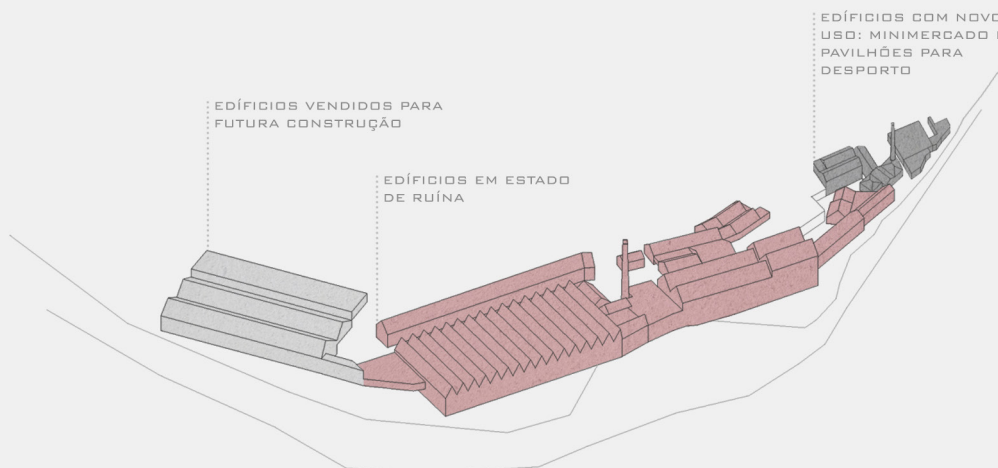 EDÍFICIOS COM NOVO
USO: MINIMERCADO
PAVILHÕES PARA
DESPORTO
EDÍFICIOS VENDIDOS PARA
FUTURA CONSTRUÇÃO
EDÍFICIOS EM ESTADO
DE RUÍNA